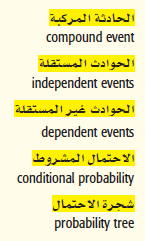 الحادثة المركبة
compound event
الحوادث المستقلة
independent events
الحوادث غير المستقلة
dependent events
الاحتمال المشروط
conditional probability
شجرة الاحتمال
probability tree